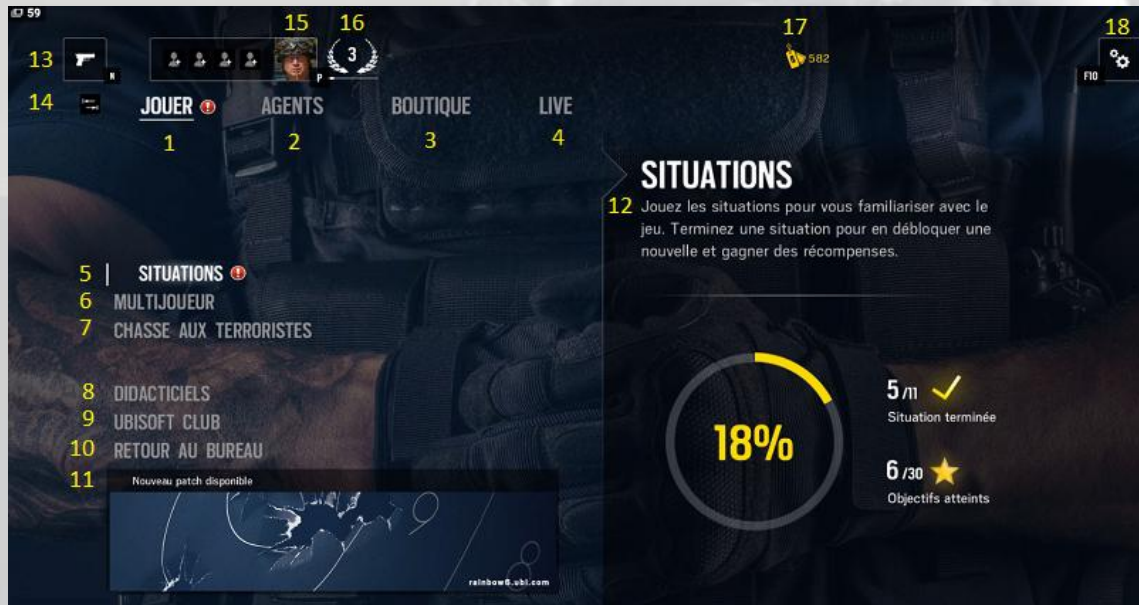 59
15
16
17
18
13
3
582
N
P
F10
14
JOUER
AGENTS
BOUTIQUE
LIVE
1
2
3
4
SITUATIONS
12 Jouez les situations pour vous familiariser avec le
jeu. Terminez une situation pour en débloquer une
nouvelle et gagner des récompenses.
5 SITUATIONS
6 MULTIJOUEUR
7 CHASSE AUX TERRORISTES
8 DIDACTICIELS
9 UBISOFT CLUB
10 RETOUR AU BUREAU
11 Nouveau patch disponible
rainbow6.ubi.com
18%
5 /11
Situation terminée
6 /30
Objectifs atteints